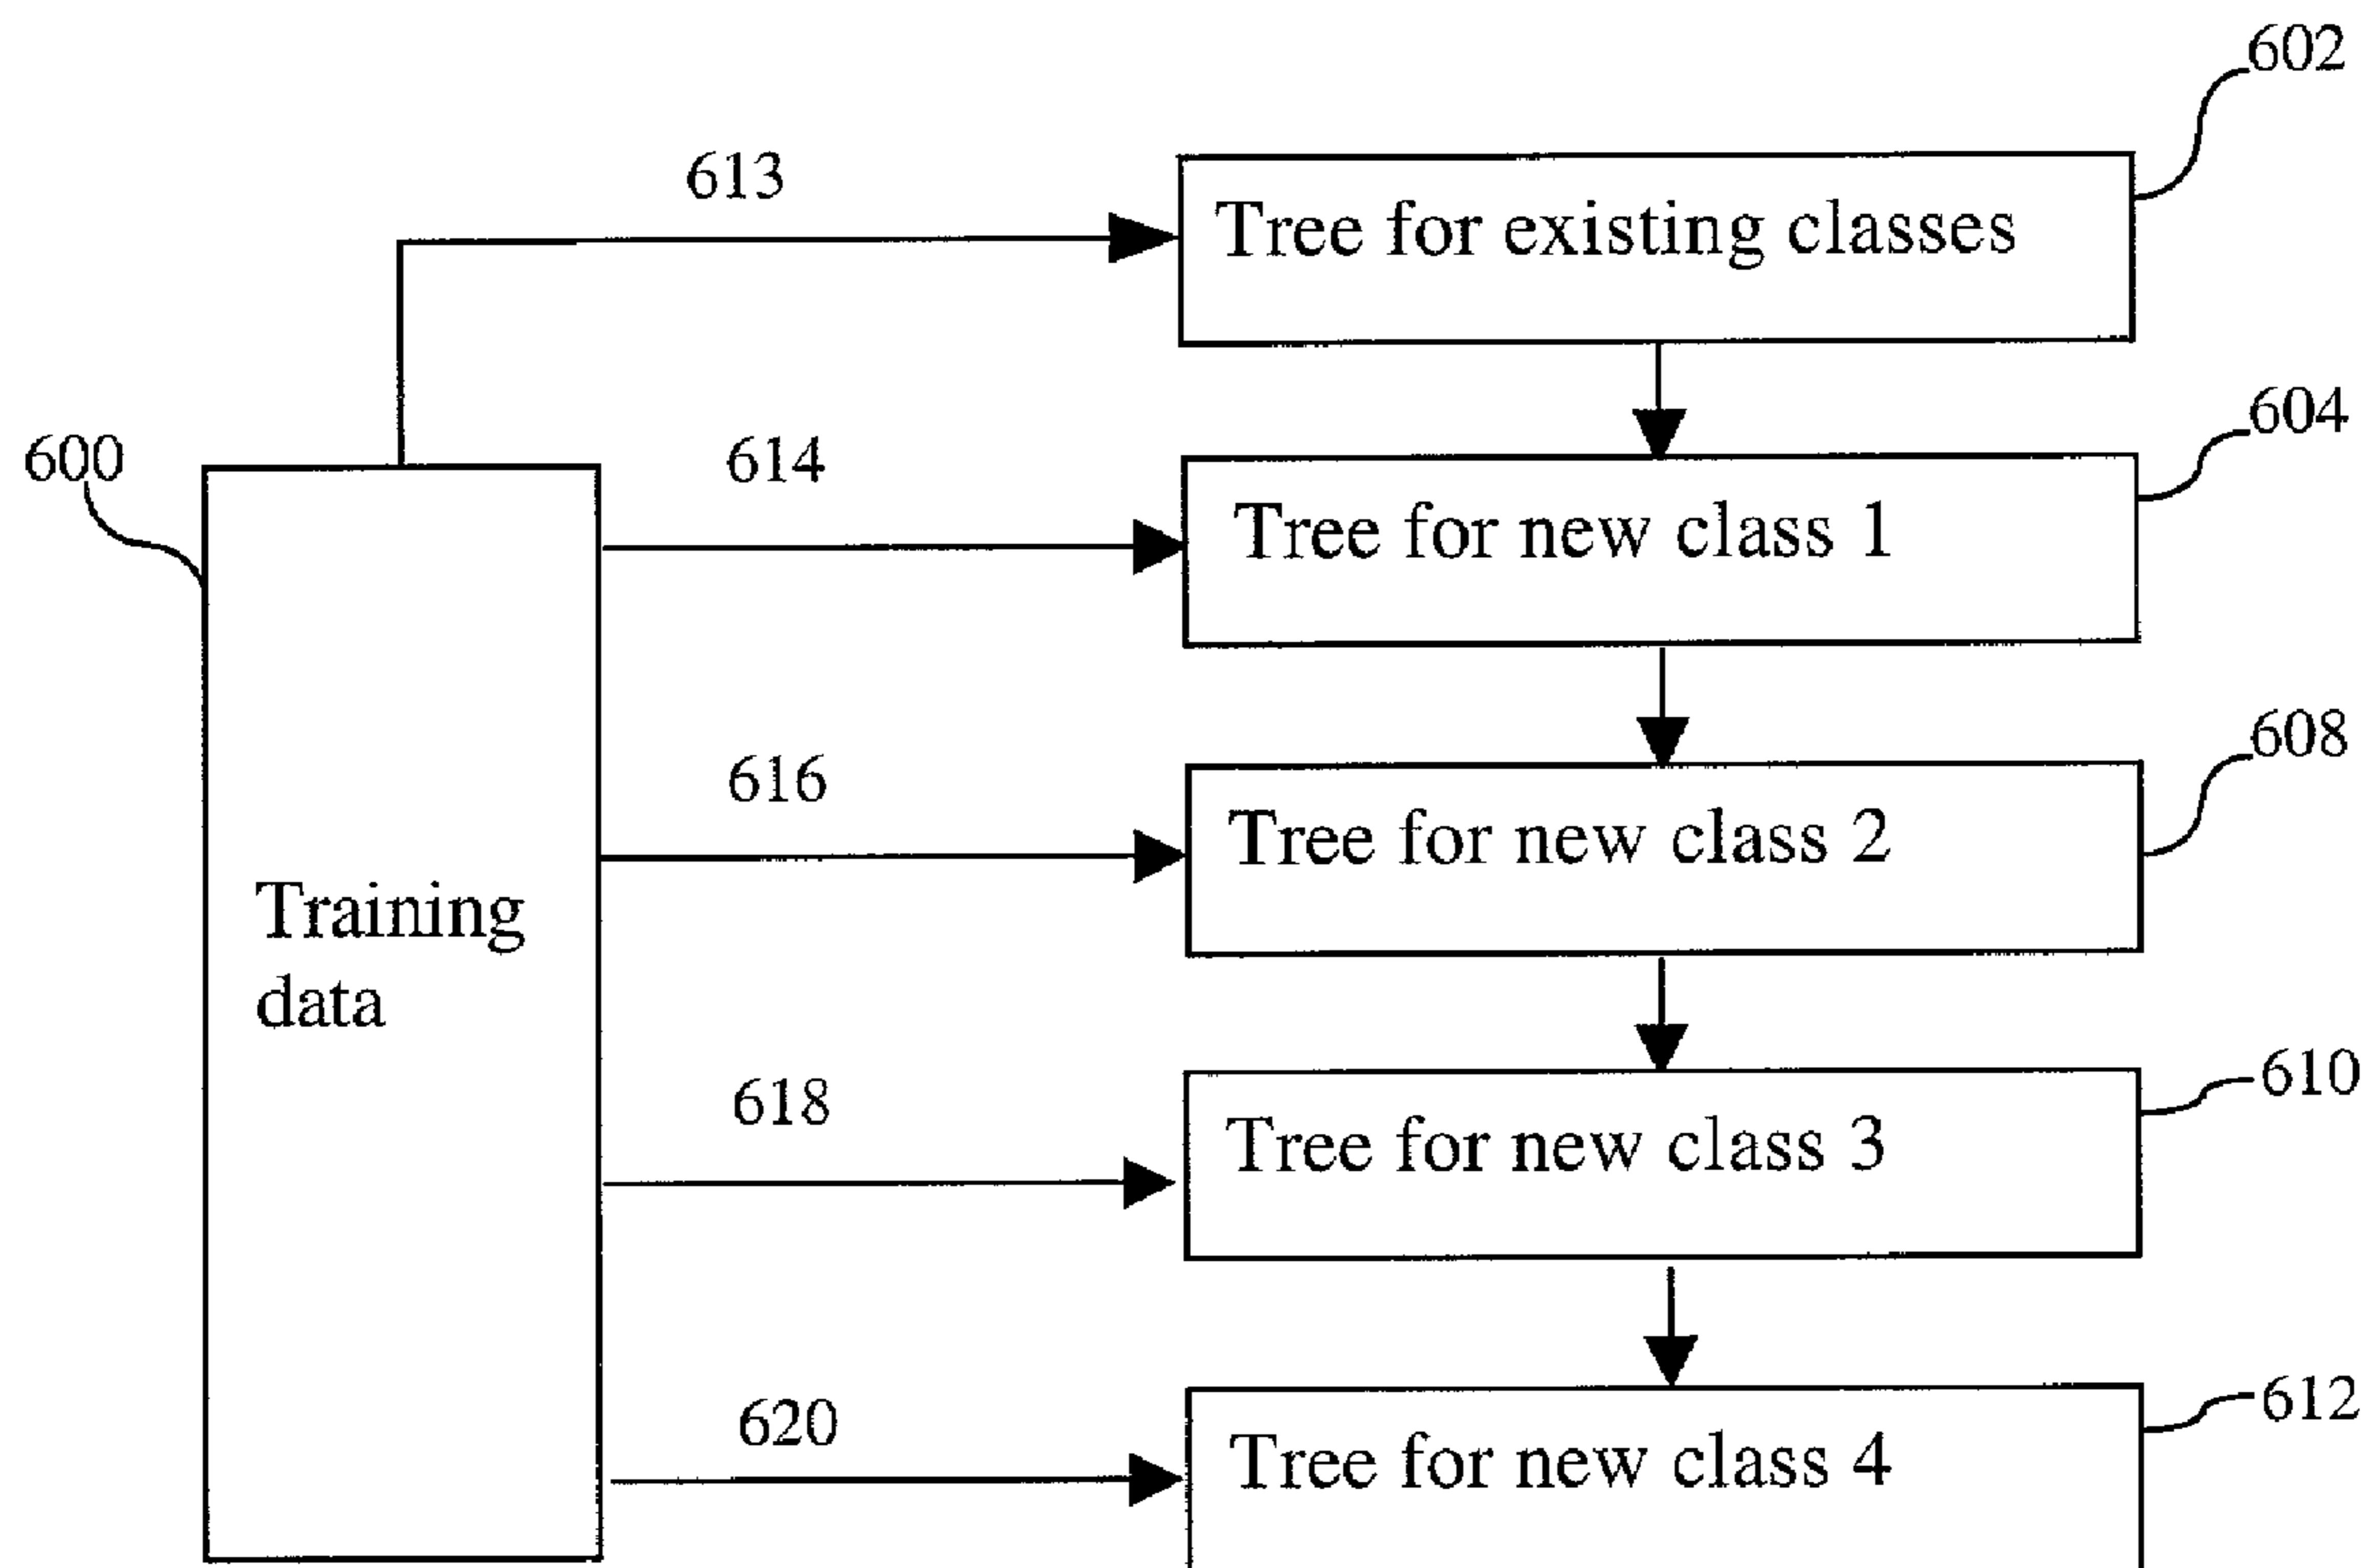 602
613
Tree for existing classes
604
600
614
Tree for new class 1
608
616
Tree for new class 2
Training
data
610
618
Tree for new class 3
612
620
Tree for new class 4